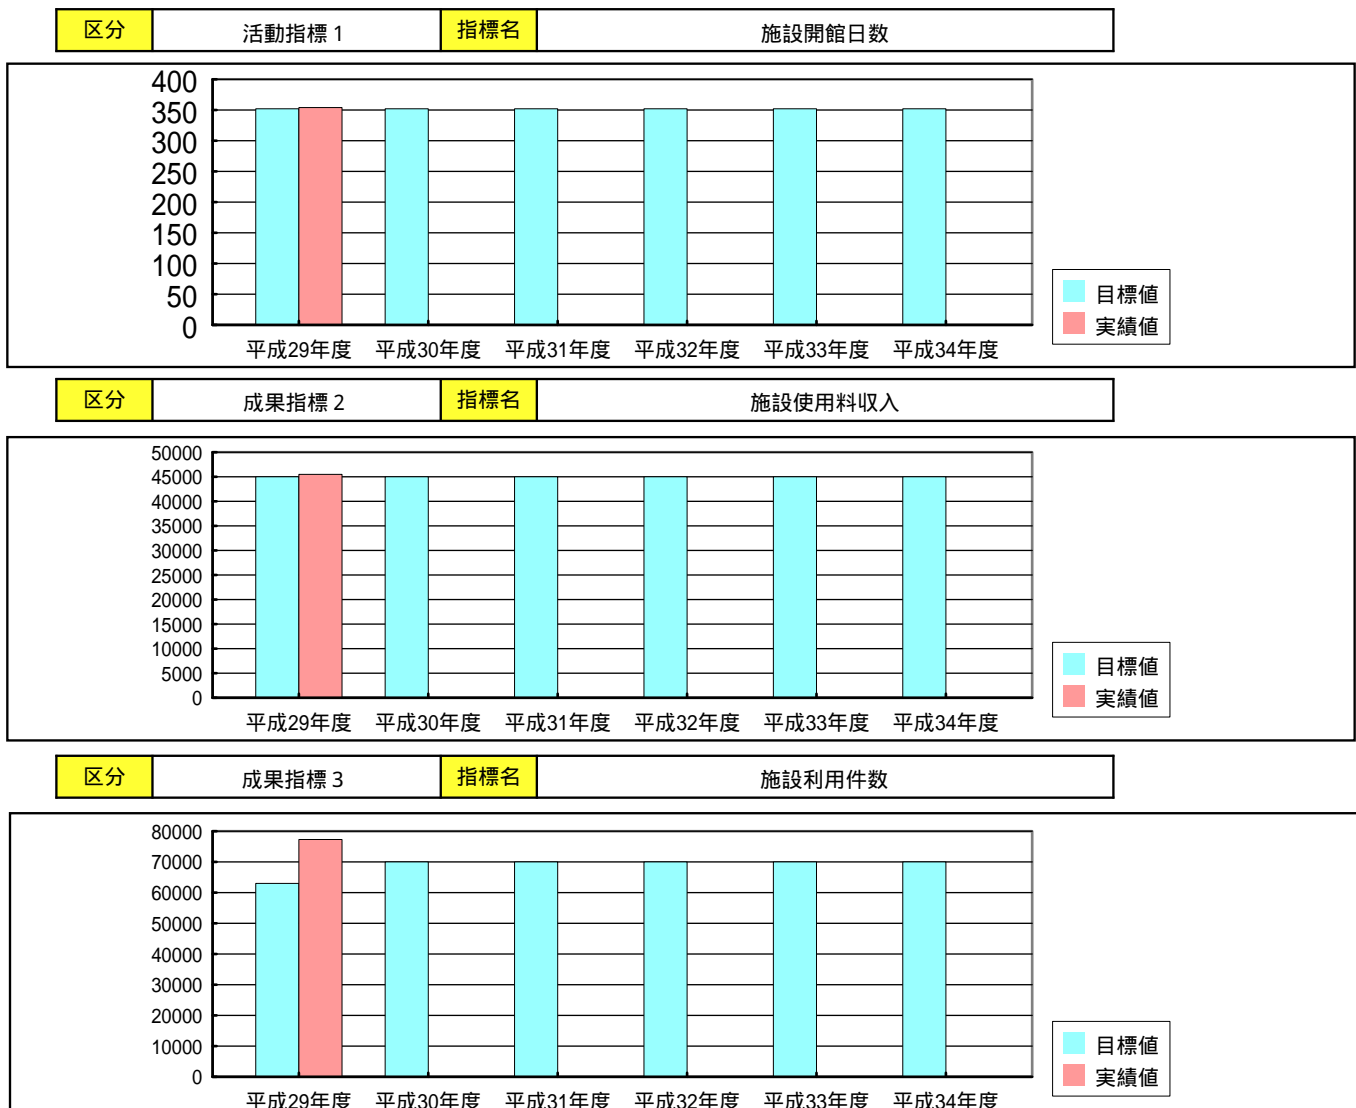 区分 活動指標１ 指標名 施設開館日数
400
350
300
250
200
150
100
50
0
平成29年度 平成30年度 平成31年度 平成32年度 平成33年度 平成34年度
目標値
実績値
区分 成果指標２ 指標名 施設使用料収入
50000
45000
40000
35000
30000
25000
20000
15000
10000
5000
0
平成29年度 平成30年度 平成31年度 平成32年度 平成33年度 平成34年度
目標値
実績値
区分 成果指標３ 指標名 施設利用件数
80000
70000
60000
50000
40000
30000
20000
10000
0
平成29年度 平成30年度 平成31年度 平成32年度 平成33年度 平成34年度
目標値
実績値